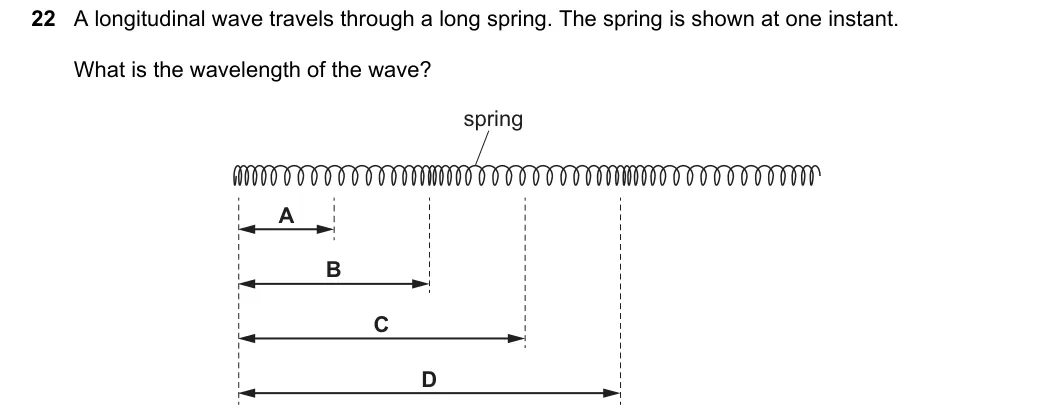 22 A longitudinal wave travels through a long spring. The spring is shown at one instant.
What is the wavelength of the wave?
spring
A
B
C
D